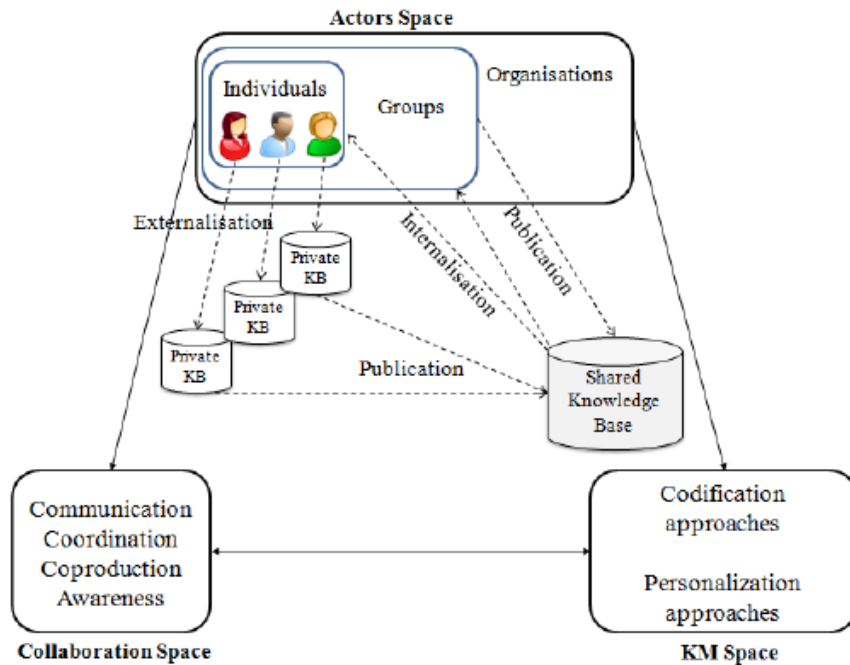 Actors Space
Individuals
Groups
Organisations
Externalisation
Internalisation
Publication
Private
KB
Private
KB
Private
KB
Publication
Shared
Knowledge
Base
Communication
Coordination
Coproduction
Awareness
Codification
approaches
Personalization
approaches
Collaboration Space
KM Space